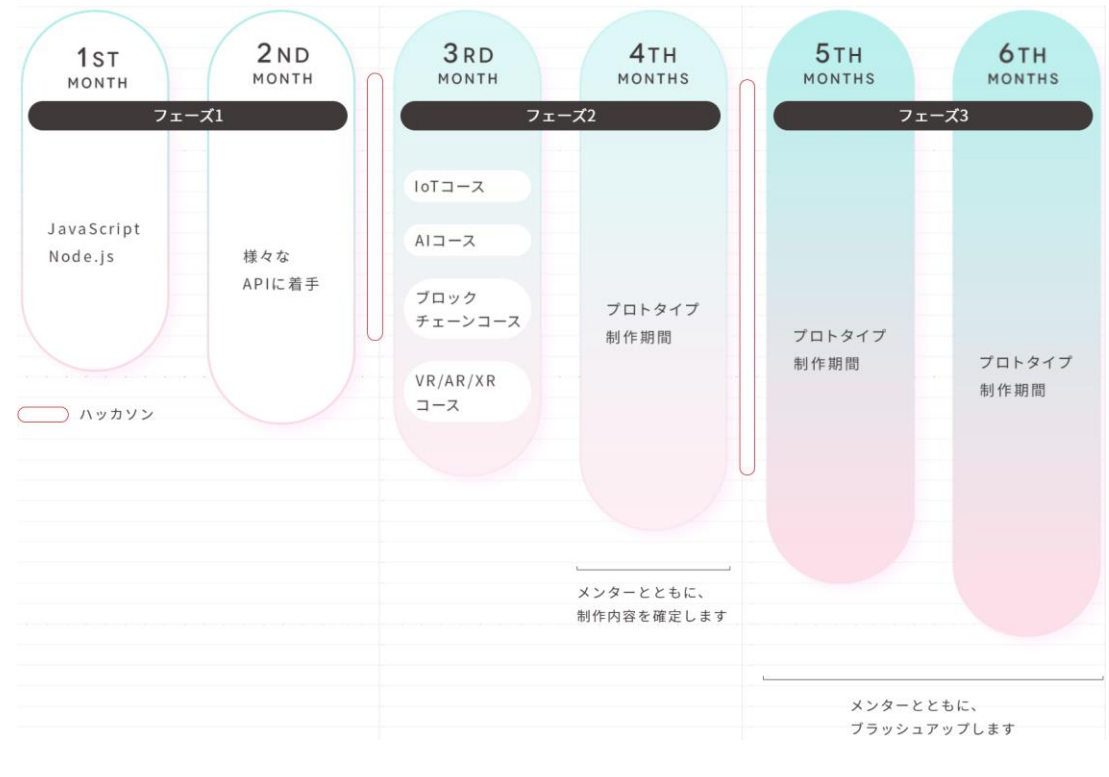 1ST
MONTH
2ND
MONTH
3RD
MONTH
4TH
MONTHS
5TH
MONTHS
6TH
MONTHS
フェーズ1
フェーズ2
フェーズ3
JavaScript
Node.js
様々な
APIに着手
IoTコース
AIコース
ブロック
チェーンコース
VR/AR/XR
コース
プロトタイプ
制作期間
プロトタイプ
制作期間
プロトタイプ
制作期間
ハッカソン
メンターとともに、
制作内容を確定します
メンターとともに、
ブラッシュアップします